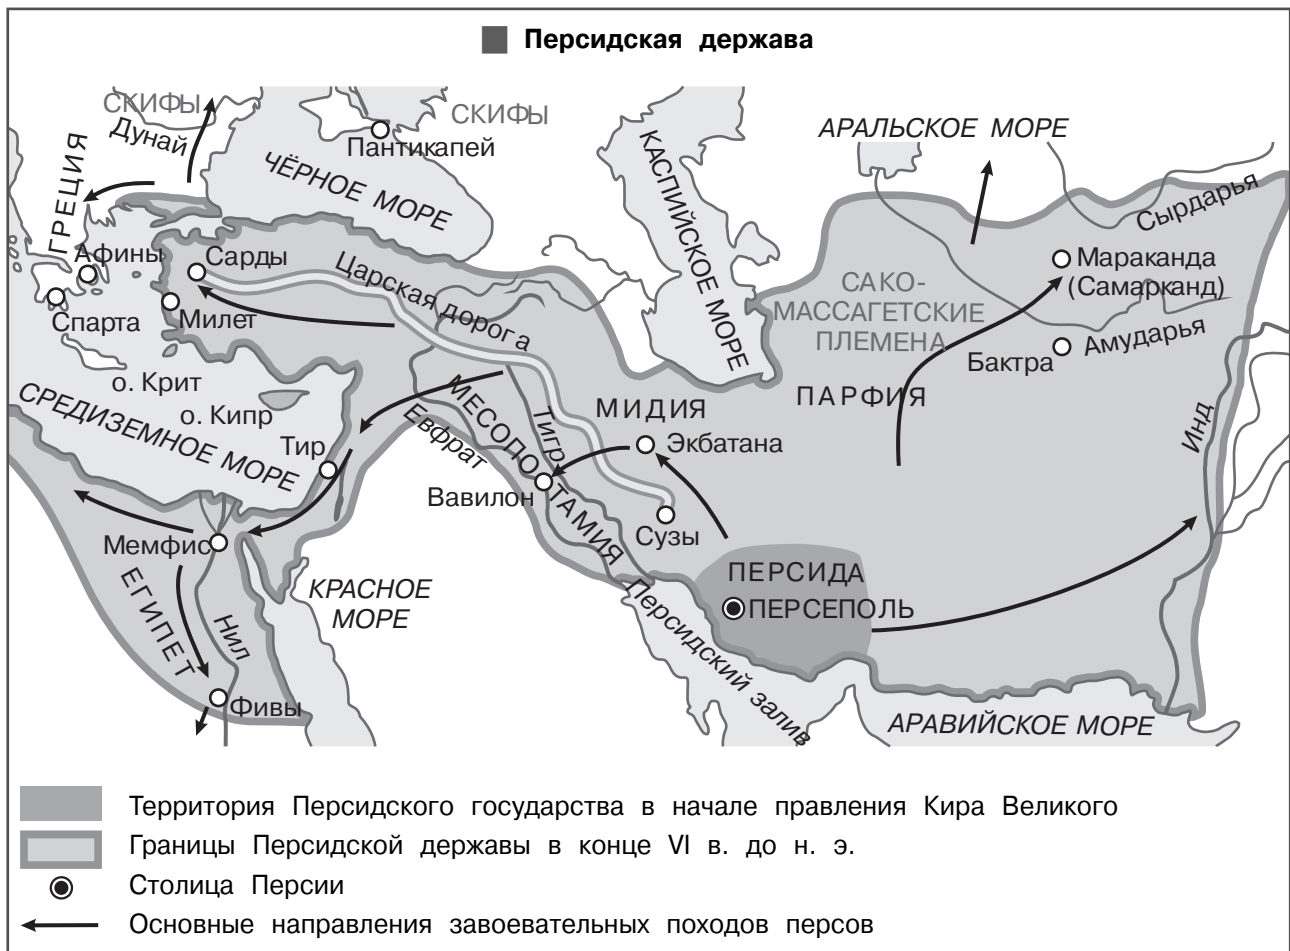 Персидская держава
СКИФЫ
Дунай
СКИФЫ
Пантикапей
ЧЁРНОЕ МОРЕ
КАСПИЙСКОЕ МОРЕ
АРАЛЬСКОЕ МОРЕ
Сырдарья
ГРЕЦИЯ
Афины
Спарта
Сарды
Милет
Царская дорога
Мараканда
(Самарканд)
САКО-
МАССАГЕТСКИЕ
ПЛЕМЕНА
Бактра
Амударья
ПАРФИЯ
о. Крит
о. Кипр
СРЕДИЗЕМНОЕ МОРЕ
Тир
Евфрат
МЕСОПОТАМИЯ
Тигр
МИДИЯ
Экбатана
Вавилон
Сузы
Инд
Мемфис
ЕГИПЕТ
Нил
Фивы
КРАСНОЕ
МОРЕ
ПЕРСИДА
ПЕРСЕПОЛЬ
Персидский залив
АРАВИЙСКОЕ МОРЕ
Территория Персидского государства в начале правления Кира Великого
Границы Персидской державы в конце VI в. до н. э.
Столица Персии
Основные направления завоевательных походов персов